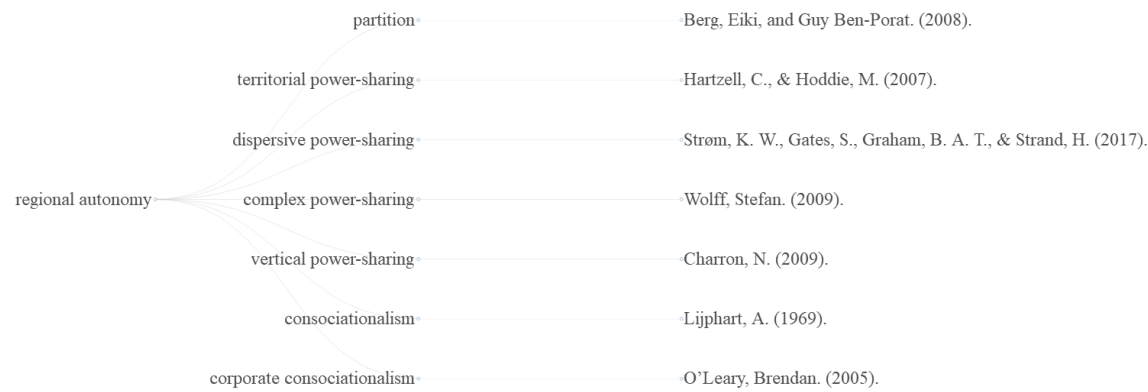 partition Berg, Eiki, and Guy Ben-Porat. (2008).
territorial power-sharing Hartzell, C., & Hoddie, M. (2007).
dispersive power-sharing Strøm, K. W., Gates, S., Graham, B. A. T., & Strand, H. (2017).
regional autonomy complex power-sharing Wolff, Stefan. (2009).
vertical power-sharing Charron, N. (2009).
consociationalism Lijphart, A. (1969).
corporate consociationalism O’Leary, Brendan. (2005).